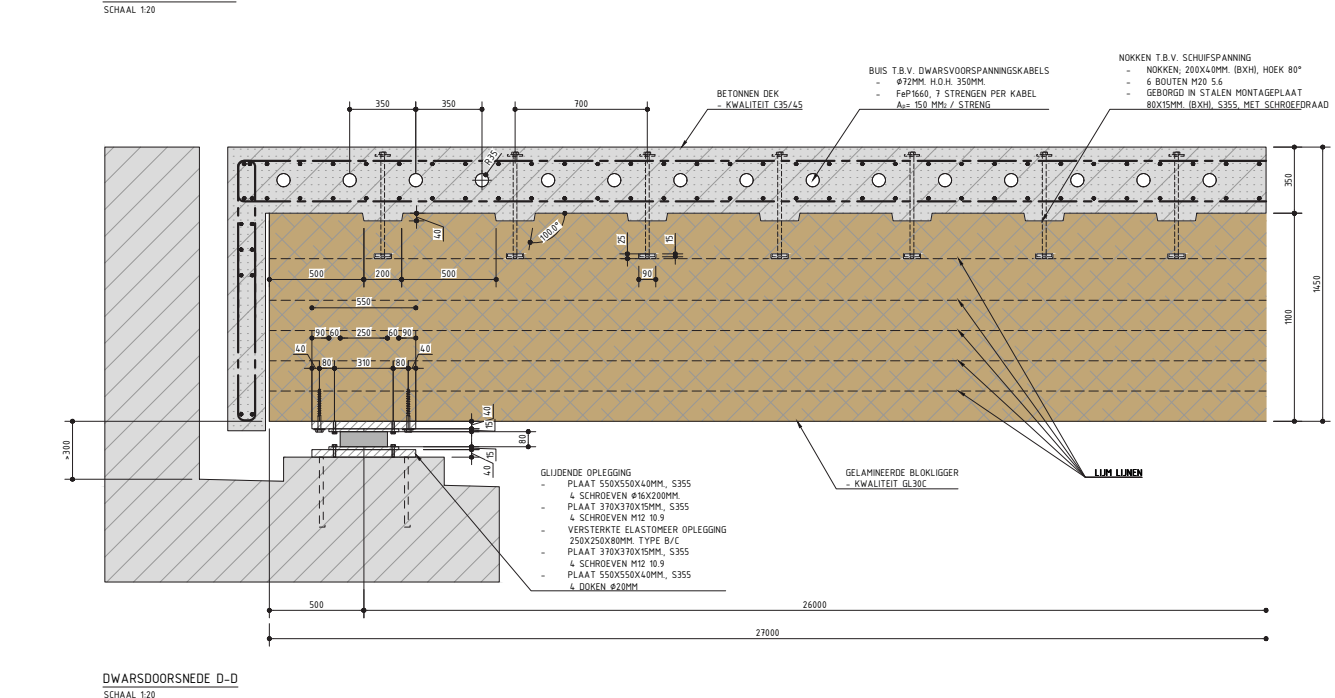 SCHAAL 1:20
NOKKEN T.B.V. SCHUIFSPANNING
- NOKKEN; 200X40MM. (BXH), HOEK 80°
- 6 BOUTEN M20 5.6
- GEBORGD IN STALEN MONTAGEPLAAT
80X15MM. (BXH), S355, MET SCHROEFDRAAD
BUIS T.B.V. DWARSVOORSPANNINGSKABELS
- Ø72MM. H.O.H. 350MM.
- FeP1660, 7 STRENGEN PER KABEL
Ap= 150 MM2 / STRENG
BETONNEN DEK
- KWALITEIT C35/45
350
350
700
R35
350
1450
1100
40
100.0°
25
15
90
500
200
500
550
90
60
250
60
90
40
40
80
310
80
40
15
80
40
15
>300
GLIJDENDE OPLEGGING
- PLAAT 550X550X40MM., S355
4 SCHROEVEN Ø16X200MM.
- PLAAT 370X370X15MM., S355
4 SCHROEVEN M12 10.9
- VERSTERKTE ELASTOMEER OPLEGGING
250X250X80MM. TYPE B/C
- PLAAT 370X370X15MM., S355
4 SCHROEVEN M12 10.9
- PLAAT 550X550X40MM., S355
4 DOKEN Ø20MM
GELAMINEERDE BLOKLIGGER
- KWALITEIT GL30C
LIJM LIJNEN
500
26000
27000
DWARSDOORSNEDE D-D
SCHAAL 1:20